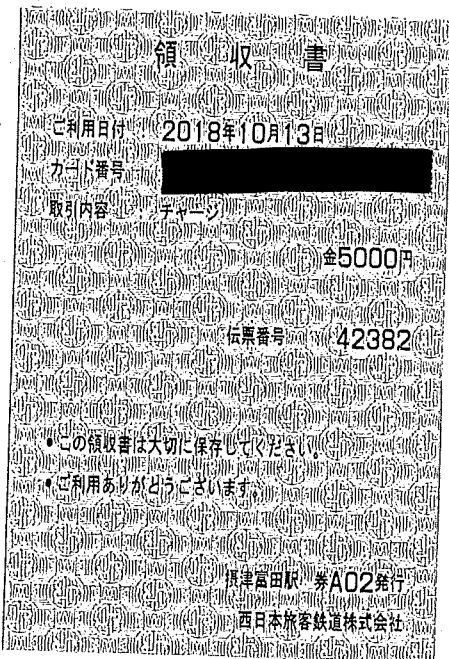 領収書
ご利用日付 2018年10月13日
カード番号
取引内容 チャージ
金5000円
伝票番号 42382
• この領収書は大切に保存してください。
• ご利用ありがとうございます。
摂津富田駅 券A02発行
西日本旅客鉄道株式会社